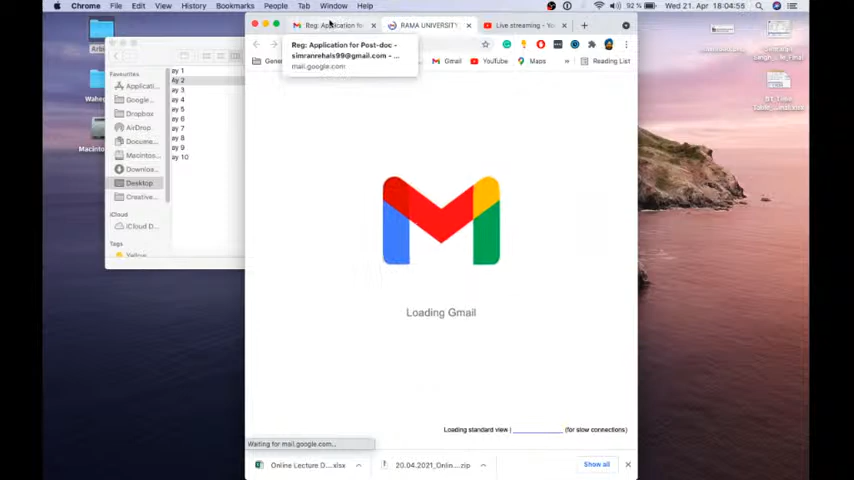 Chrome File Edit View History Bookmarks People Tab Window Help 92 % Wed 21. Apr 18:04:55
Reg: Application fo
RAMA UNIVERSITY
Live streaming - Yo
Reg: Application for Post-doc -
simranrehals99@gmail.com - ...
mail.google.com
Gmail YouTube Maps Reading List
Favourites
Applicati...
Google...
Dropbox
AirDrop
Docume...
Macintos...
Downloa...
Desktop
Creative...
iCloud
iCloud D...
Tags
Yellow
ay 1
ay 2
ay 3
ay 4
ay 5
ay 6
ay 7
ay 8
ay 9
ay 10
Loading Gmail
Loading standard view | (for slow connections)
Waiting for mail.google.com...
Online Lecture D....xlsx
20.04.2021_Onlin....zip
Show all